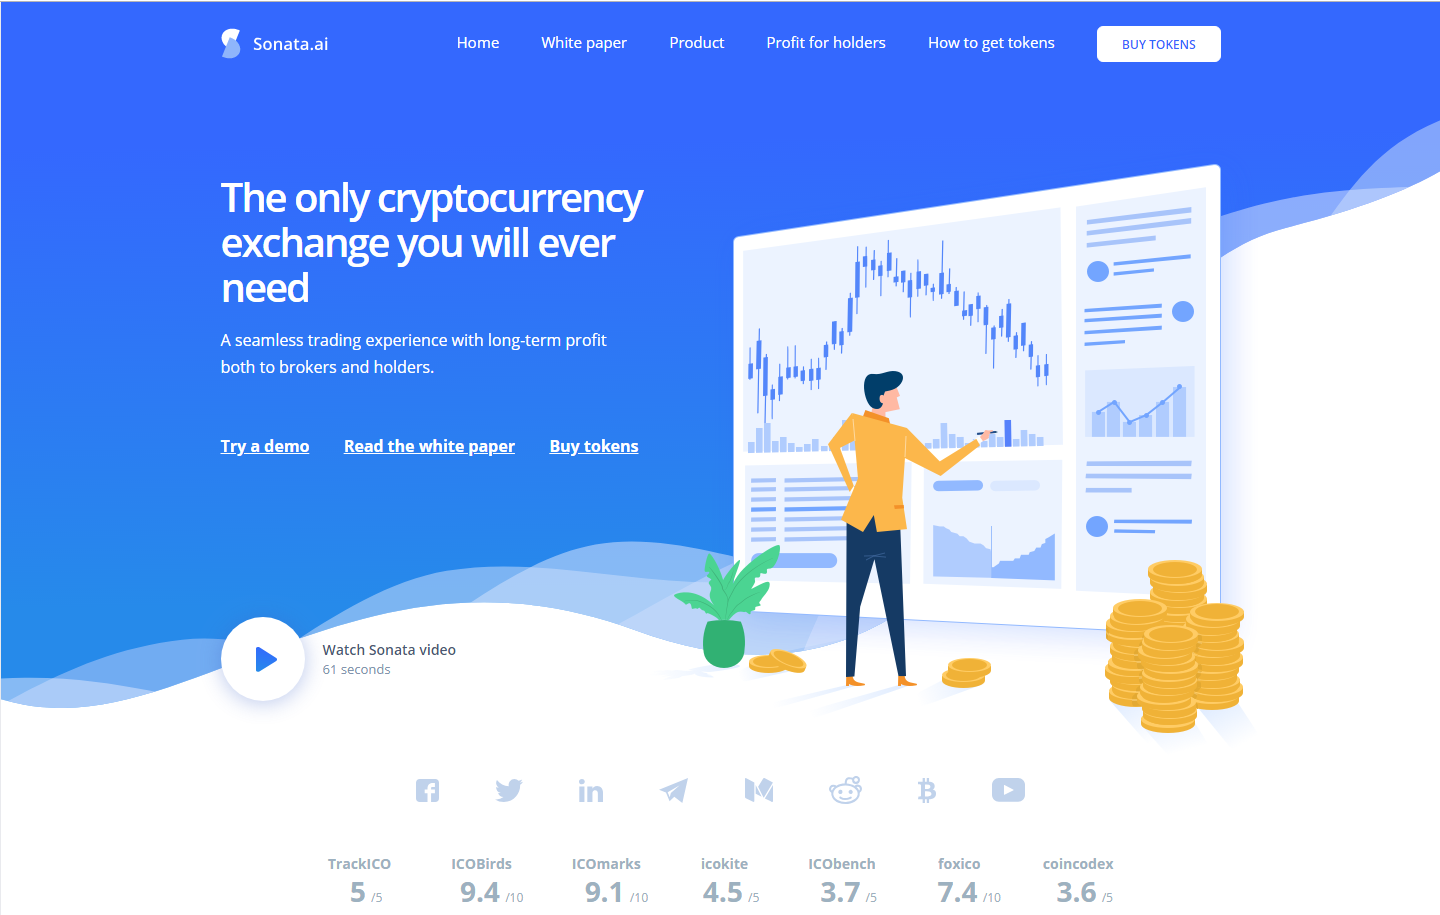 Sonata.ai
Home White paper Product Profit for holders How to get tokens BUY TOKENS
The only cryptocurrency
exchange you will ever
need
A seamless trading experience with long-term profit
both to brokers and holders.
Try a demo Read the white paper Buy tokens
Watch Sonata video
61 seconds
TrackICO ICOBirds ICOmarks icokite ICObench foxico coincodex
5 /5 9.4 /10 9.1 /10 4.5 /5 3.7 /5 7.4 /10 3.6 /5